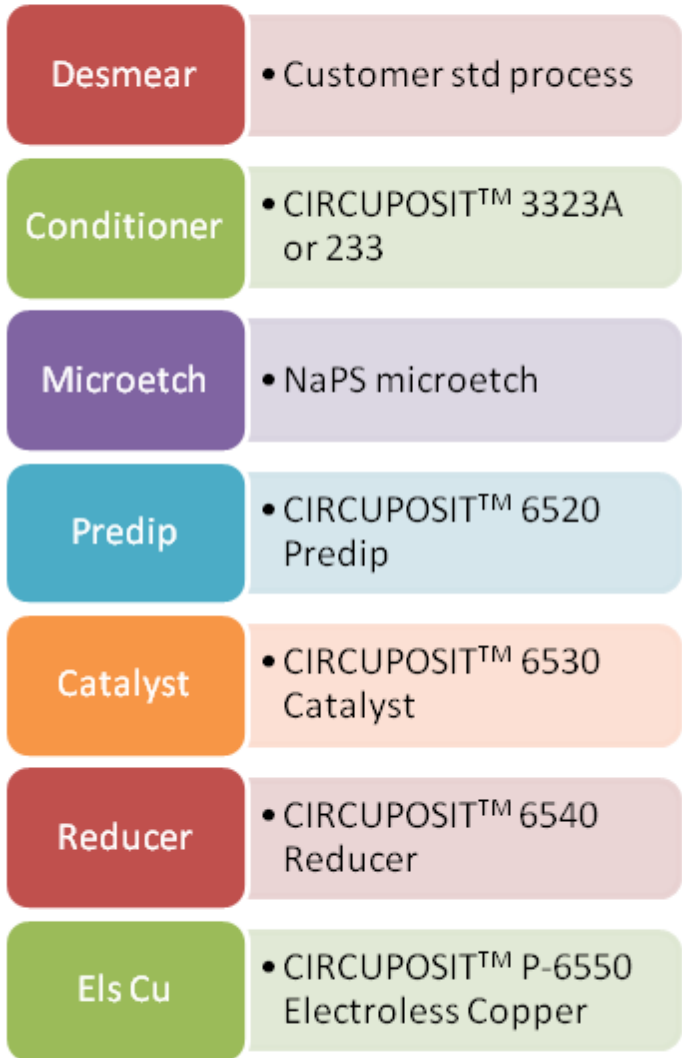 Desmear
• Customer std process
Conditioner
• CIRCUPOSIT™ 3323A
or 233
Microetch
• NaPS microetch
Predip
• CIRCUPOSIT™ 6520
Predip
Catalyst
• CIRCUPOSIT™ 6530
Catalyst
Reducer
• CIRCUPOSIT™ 6540
Reducer
Els Cu
• CIRCUPOSIT™ P-6550
Electroless Copper